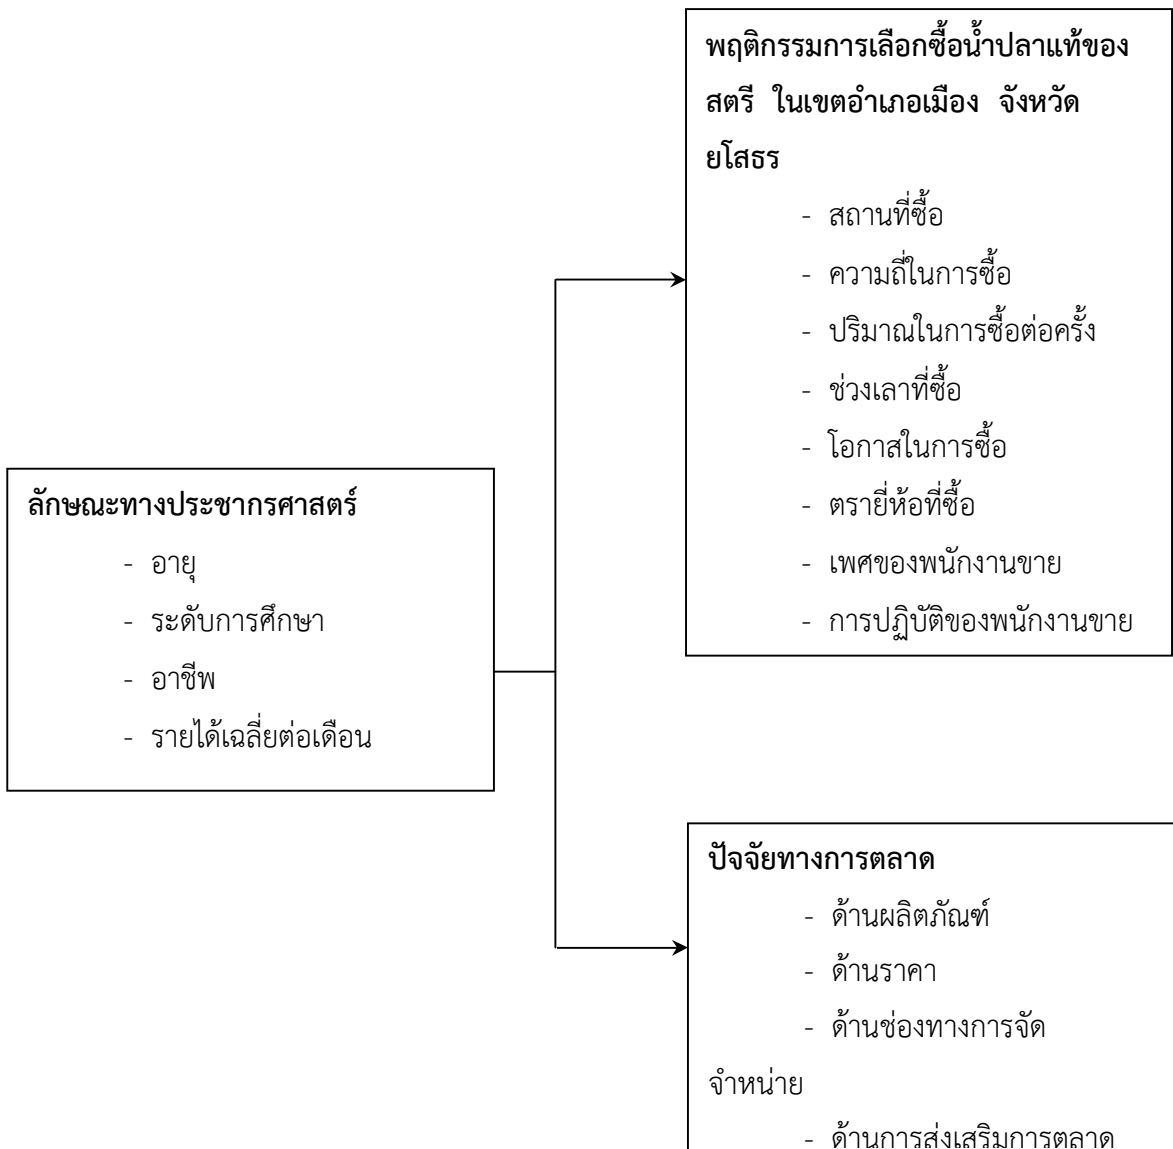 พฤติกรรมการเลือกซื้อน้ำปลาแท้ของ
สตรี ในเขตอำเภอเมือง จังหวัด
ยโสธร
- สถานที่ซื้อ
- ความถี่ในการซื้อ
- ปริมาณในการซื้อต่อครั้ง
- ช่วงเลาที่ซื้อ
- โอกาสในการซื้อ
- ตรายี่ห้อที่ซื้อ
- เพศของพนักงานขาย
- การปฏิบัติของพนักงานขาย
ลักษณะทางประชากรศาสตร์
- อายุ
- ระดับการศึกษา
- อาชีพ
- รายได้เฉลี่ยต่อเดือน
ปัจจัยทางการตลาด
- ด้านผลิตภัณฑ์
- ด้านราคา
- ด้านช่องทางการจัด
จำหน่าย
- ด้านการส่งเสริมการตลาด